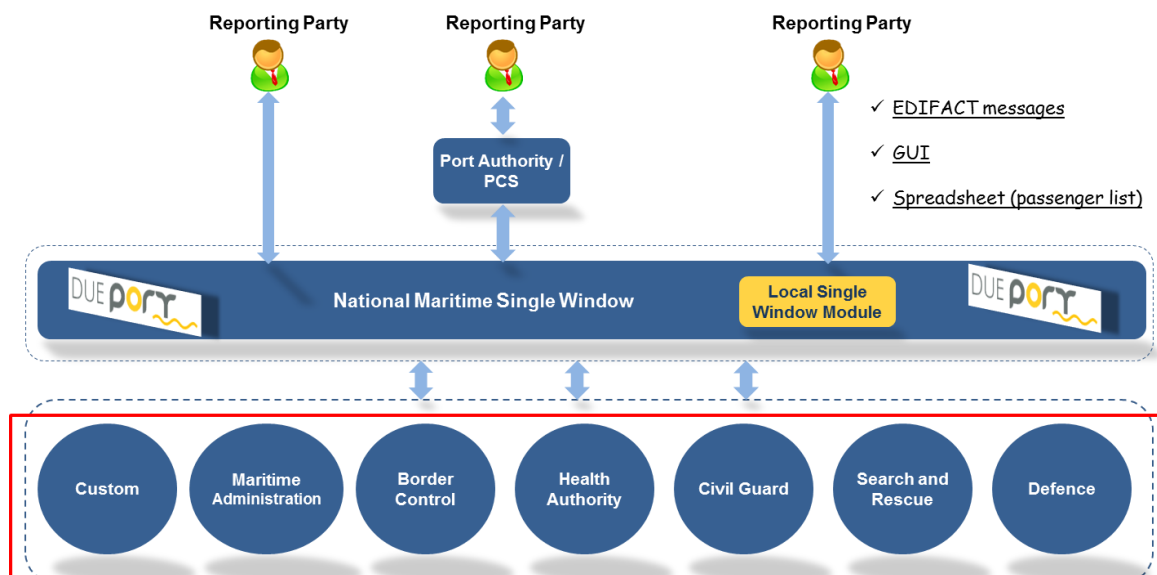 Reporting Party
Reporting Party
Reporting Party
✓ EDIFACT messages
✓ GUI
✓ Spreadsheet (passenger list)
Port Authority /
PCS
DUE PORT
National Maritime Single Window
Local Single
Window Module
DUE PORT
Custom
Maritime
Administration
Border
Control
Health
Authority
Civil Guard
Search and
Rescue
Defence